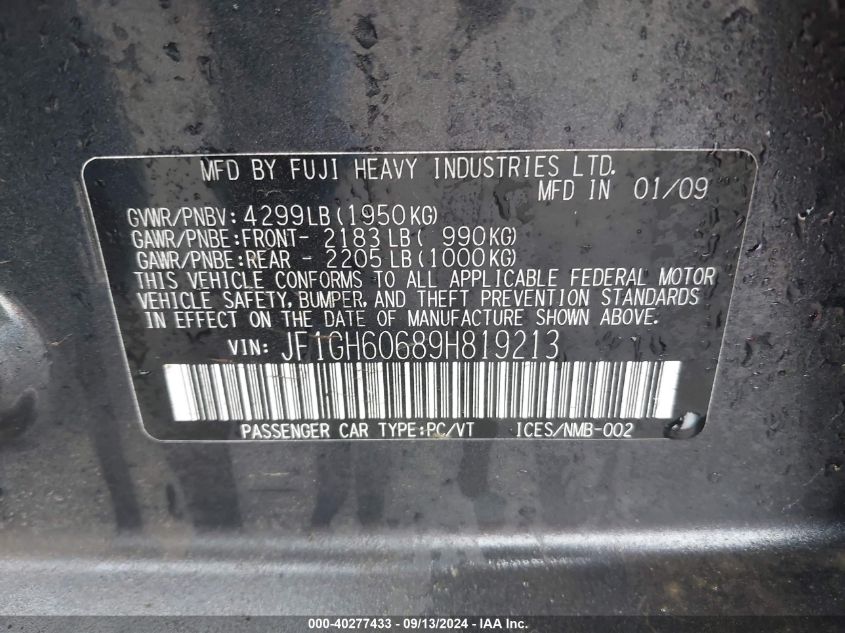 MFD BY FUJI HEAVY INDUSTRIES LTD.
MFD IN 01/09
GVWR/PNBV: 4299LB(1950KG)
GAWR/PNBE:FRONT- 2183LB( 990KG)
GAWR/PNBE:REAR - 2205LB(1000KG)
THIS VEHICLE CONFORMS TO ALL APPLICABLE FEDERAL MOTOR
VEHICLE SAFETY, BUMPER, AND THEFT PREVENTION STANDARDS
IN EFFECT ON THE DATE OF MANUFACTURE SHOWN ABOVE.
VIN: JF1GH60689H819213
PASSENGER CAR TYPE:PC/VT ICES/NMB-002
000-40277433 - 09/13/2024 - IAA Inc.